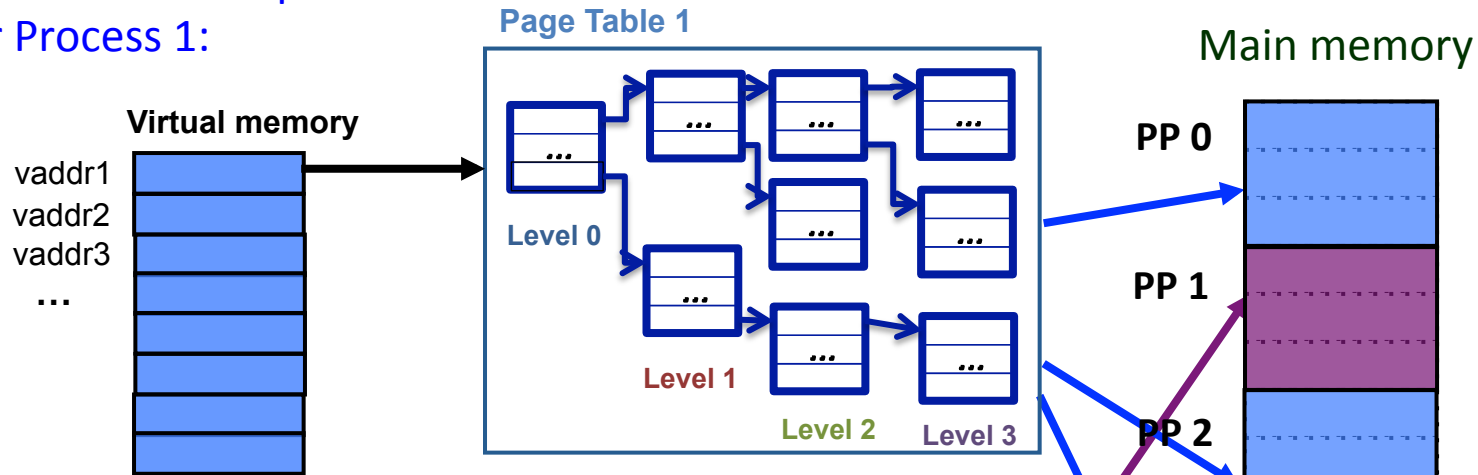 Process 1:
Page Table 1
Main memory
Virtual memory
vaddr1
vaddr2
vaddr3
...
...
...
...
...
Level 0
...
...
...
Level 1
...
...
Level 2
Level 3
PP 0
PP 1
PP 2